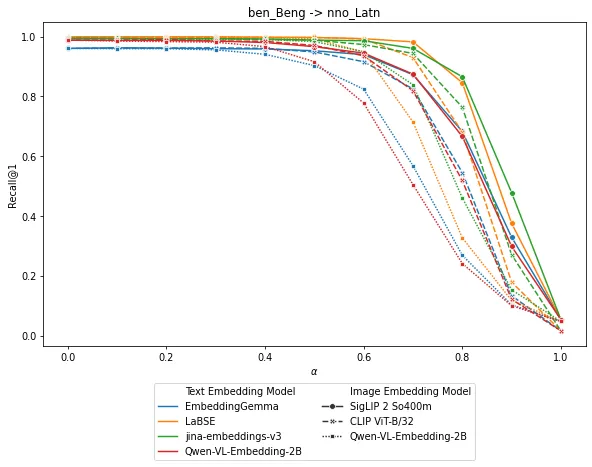 ben_Beng -> nno_Latn
Recall@1
1.0
0.8
0.6
0.4
0.2
0.0
0.0 0.2 0.4 0.6 0.8 1.0
α
Text Embedding Model Image Embedding Model
EmbeddingGemma SigLIP 2 So400m
LaBSE CLIP ViT-B/32
jina-embeddings-v3 Qwen-VL-Embedding-2B
Qwen-VL-Embedding-2B